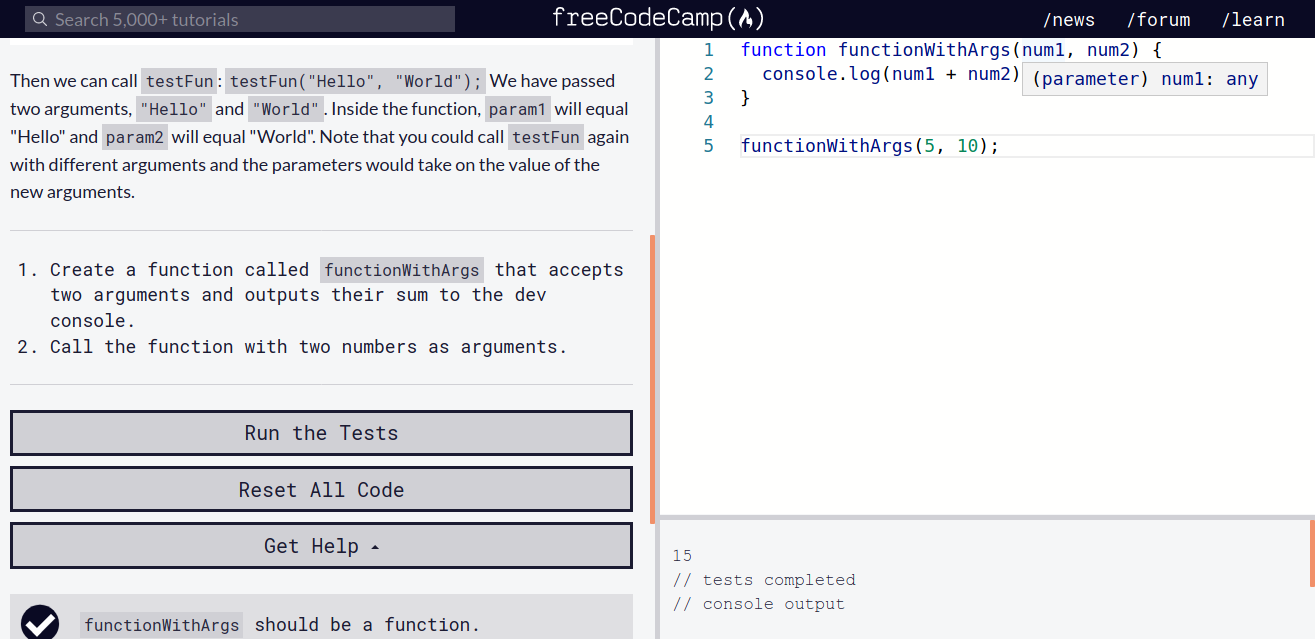 Search 5,000+ tutorials
freeCodeCamp
/news /forum /learn
Then we can call testFun: testFun("Hello", "World"); We have passed
two arguments, "Hello" and "World". Inside the function, param1 will equal
"Hello" and param2 will equal "World". Note that you could call testFun again
with different arguments and the parameters would take on the value of the
new arguments.
1. Create a function called functionWithArgs that accepts
two arguments and outputs their sum to the dev
console.
2. Call the function with two numbers as arguments.
Run the Tests
Reset All Code
Get Help
functionWithArgs should be a function.
1 function functionWithArgs(num1, num2) {
2 console.log(num1 + num2)
(parameter) num1: any
3 }
4
5 functionWithArgs(5, 10);
15
// tests completed
// console output